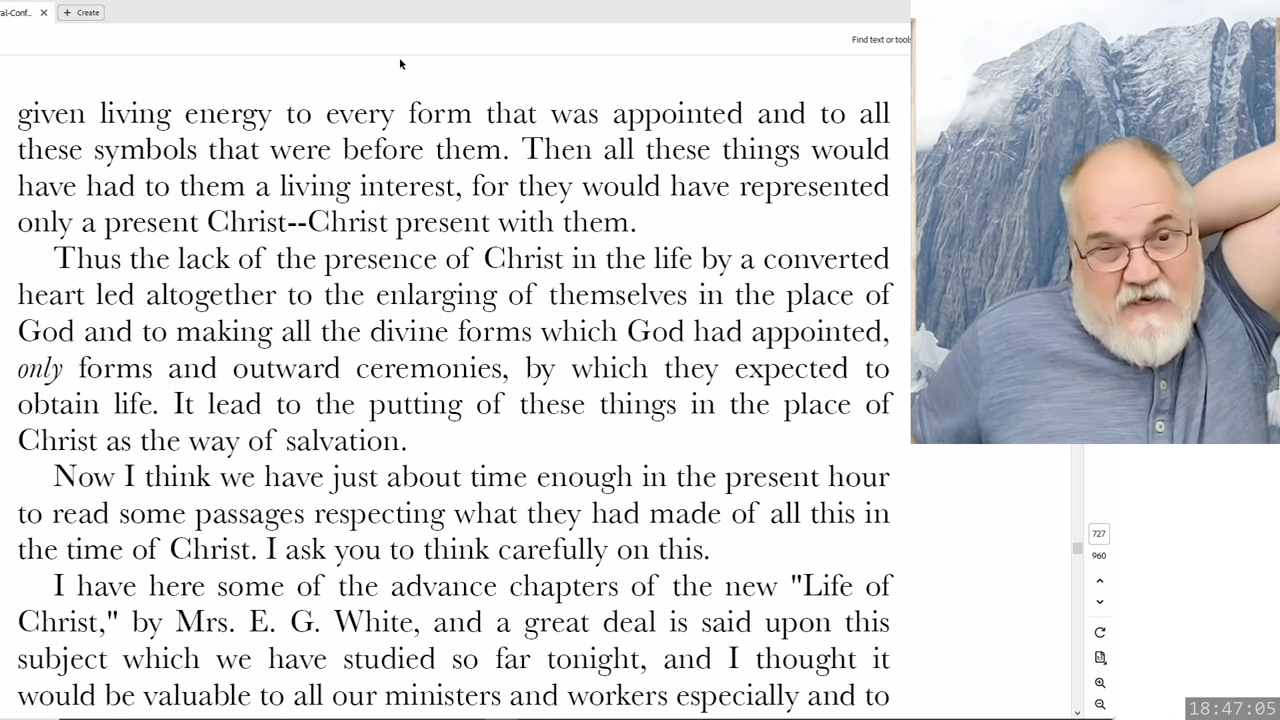 al-Conf...
Create
Find text or tools
given living energy to every form that was appointed and to all
these symbols that were before them. Then all these things would
have had to them a living interest, for they would have represented
only a present Christ--Christ present with them.
Thus the lack of the presence of Christ in the life by a converted
heart led altogether to the enlarging of themselves in the place of
God and to making all the divine forms which God had appointed,
only forms and outward ceremonies, by which they expected to
obtain life. It lead to the putting of these things in the place of
Christ as the way of salvation.
Now I think we have just about time enough in the present hour
to read some passages respecting what they had made of all this in
the time of Christ. I ask you to think carefully on this.
I have here some of the advance chapters of the new "Life of
Christ," by Mrs. E. G. White, and a great deal is said upon this
subject which we have studied so far tonight, and I thought it
would be valuable to all our ministers and workers especially and to
727
960
18:47:05